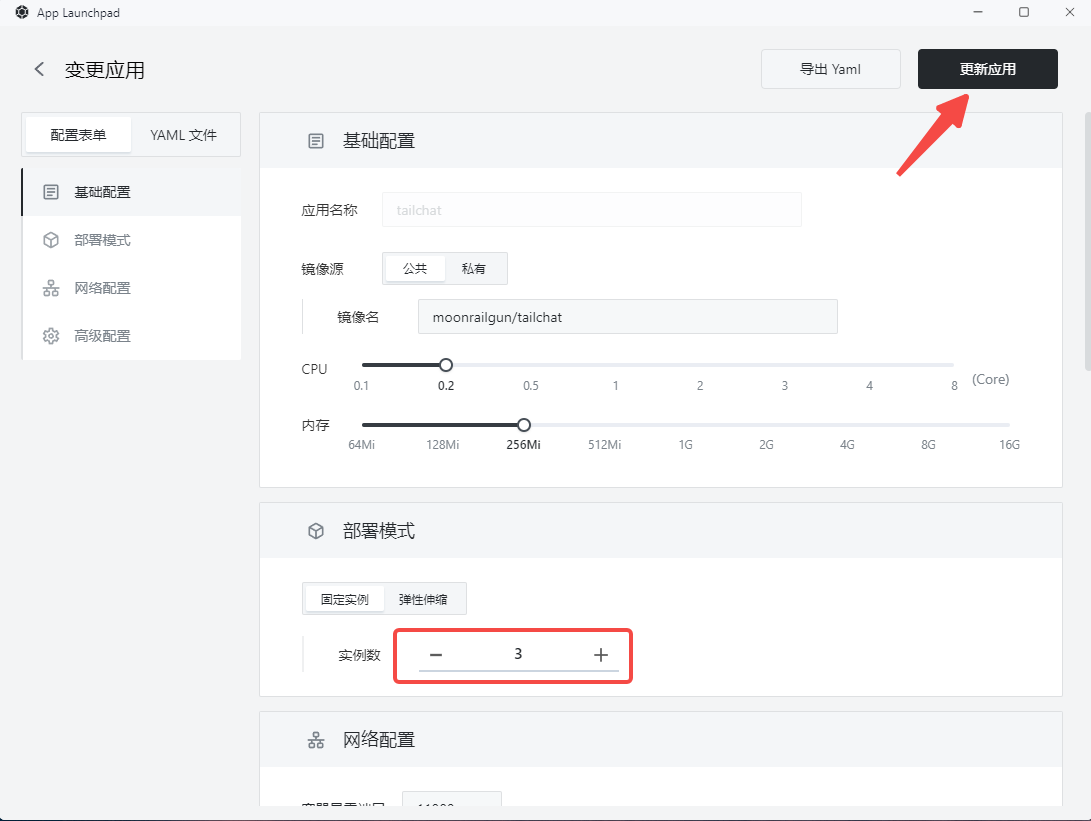 App Launchpad
变更应用
导出 Yaml
更新应用
配置表单
YAML 文件
基础配置
部署模式
网络配置
高级配置
基础配置
应用名称
tailchat
镜像源
公共
私有
镜像名
moonrailgun/tailchat
CPU
0.1 0.2 0.5 1 2 3 4 8 (Core)
内存
64Mi 128Mi 256Mi 512Mi 1G 2G 4G 8G 16G
部署模式
固定实例
弹性伸缩
实例数
3
网络配置